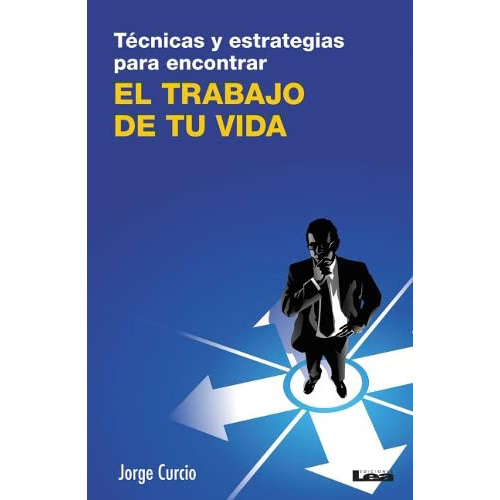 Técnicas y estrategias
para encontrar
EL TRABAJO
DE TU VIDA
Jorge Curcio
EDICIONES
Lea